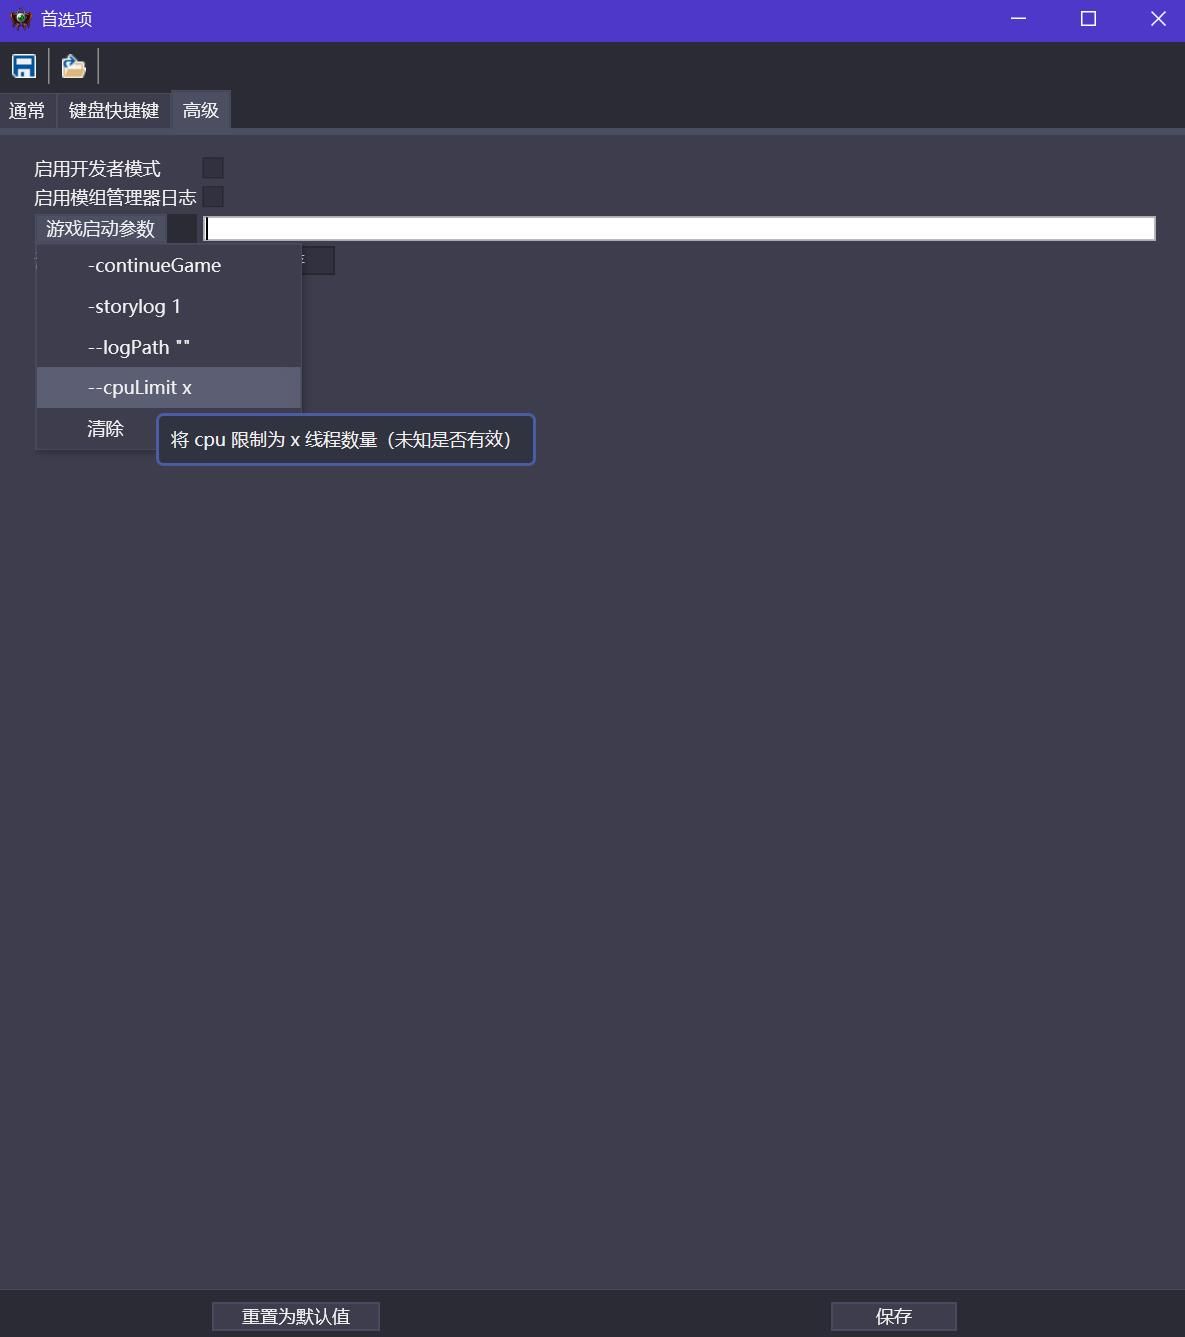 首选项
通常 键盘快捷键 高级
启用开发者模式
启用模组管理器日志
游戏启动参数
-continueGame
-storylog 1
--logPath ""
--cpuLimit x
清除
将 cpu 限制为 x 线程数量（未知是否有效）
重置为默认值 保存